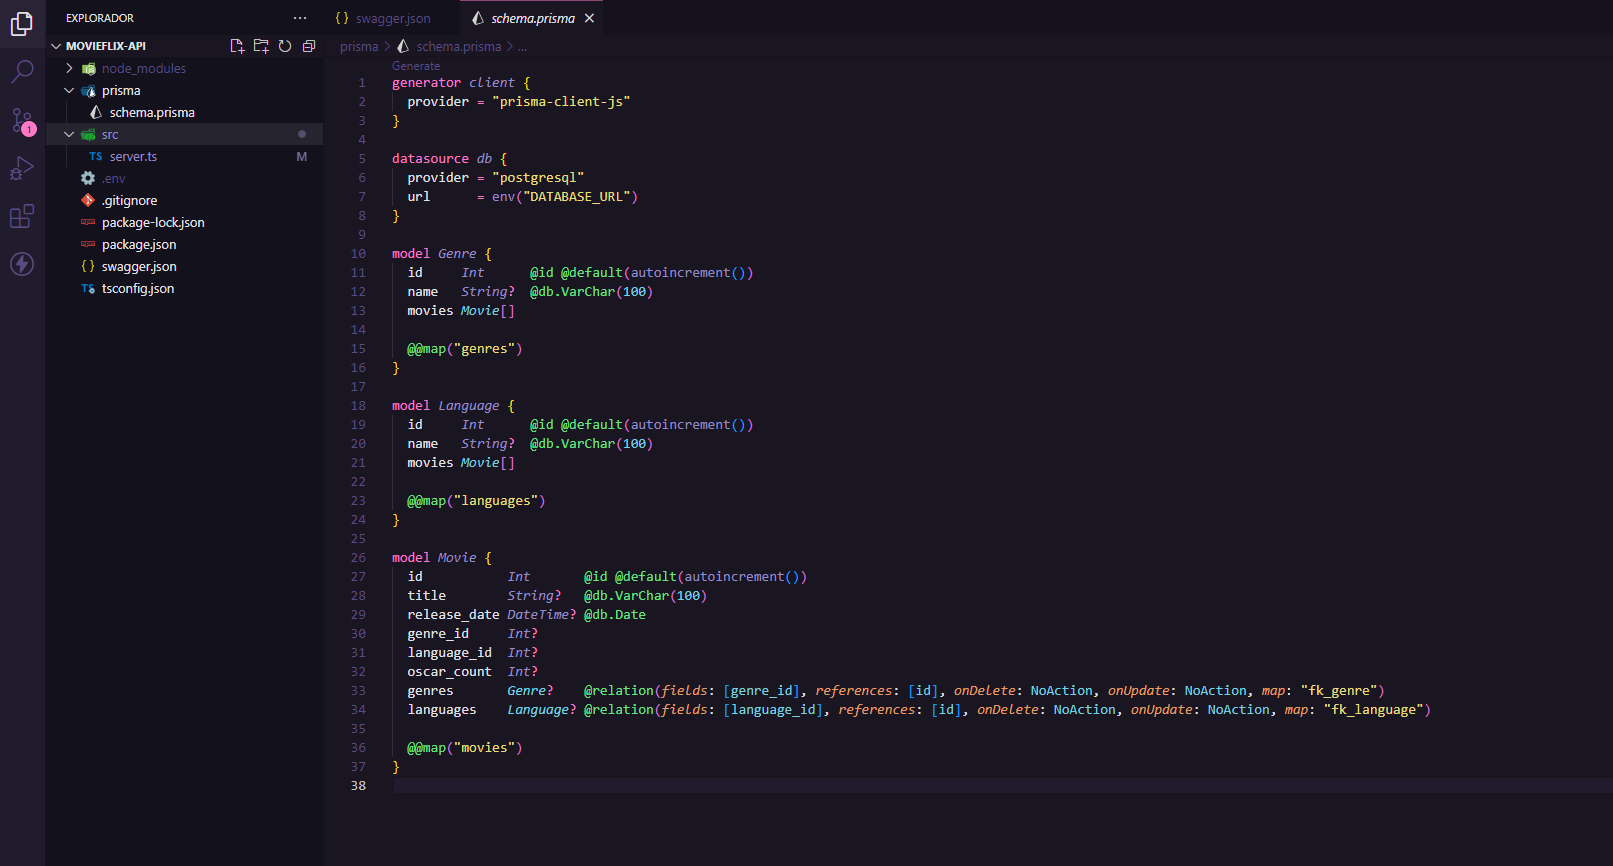 EXPLORADOR
MOVIEFLIX-API
node_modules
prisma
schema.prisma
src
server.ts M
.env
.gitignore
package-lock.json
package.json
swagger.json
tsconfig.json
1
swagger.json schema.prisma
prisma > schema.prisma > ...
Generate
1 generator client {
2 provider = "prisma-client-js"
3 }
4
5 datasource db {
6 provider = "postgresql"
7 url = env("DATABASE_URL")
8 }
9
10 model Genre {
11 id Int @id @default(autoincrement())
12 name String? @db.VarChar(100)
13 movies Movie[]
14
15 @@map("genres")
16 }
17
18 model Language {
19 id Int @id @default(autoincrement())
20 name String? @db.VarChar(100)
21 movies Movie[]
22
23 @@map("languages")
24 }
25
26 model Movie {
27 id Int @id @default(autoincrement())
28 title String? @db.VarChar(100)
29 release_date DateTime? @db.Date
30 genre_id Int?
31 language_id Int?
32 oscar_count Int?
33 genres Genre? @relation(fields: [genre_id], references: [id], onDelete: NoAction, onUpdate: NoAction, map: "fk_genre")
34 languages Language? @relation(fields: [language_id], references: [id], onDelete: NoAction, onUpdate: NoAction, map: "fk_language")
35
36 @@map("movies")
37 }
38